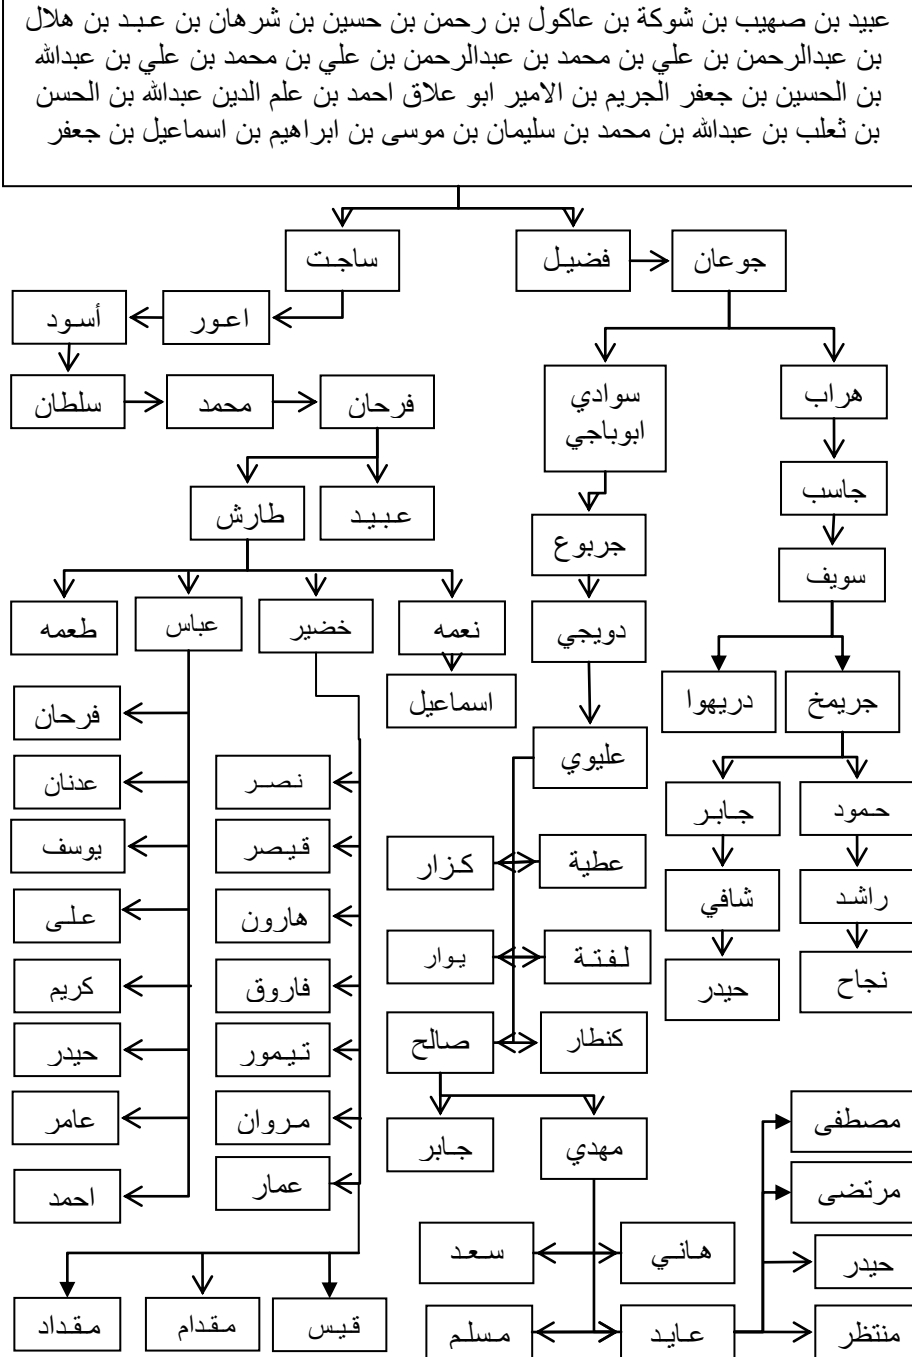 عبيد بن صهيب بن شوكة بن عاكول بن رحمن بن حسين بن شرهان بن عبد بن هلال
بن عبدالرحمن بن علي بن محمد بن عبدالرحمن بن علي بن محمد بن علي بن عبدالله
بن الحسين بن جعفر الجريم بن الامير ابو علاق احمد بن علم الدين عبدالله بن الحسن
بن ثعلب بن عبدالله بن محمد بن سليمان بن موسى بن ابراهيم بن اسماعيل بن جعفر
جوعان
فضيل
ساجت
اعور
أسود
هراب
سوادي
ابوباجي
فرحان
محمد
سلطان
جاسب
عبيد
طارش
جربوع
سويف
دويجي
نعمه
خضير
عباس
طعمه
جريمخ
دريهوا
اسماعيل
فرحان
عليوي
نصر
عدنان
حمود
جابر
عطية
كزار
قيصر
يوسف
راشد
شافي
هارون
على
نجاح
حيدر
لفتة
يوار
فاروق
كريم
كنطار
صالح
تيمور
حيدر
مصطفى
مهدي
جابر
مروان
عامر
مرتضى
عمار
احمد
حيدر
هاني
سعد
منتظر
عايد
مسلم
قيس
مقدام
مقداد